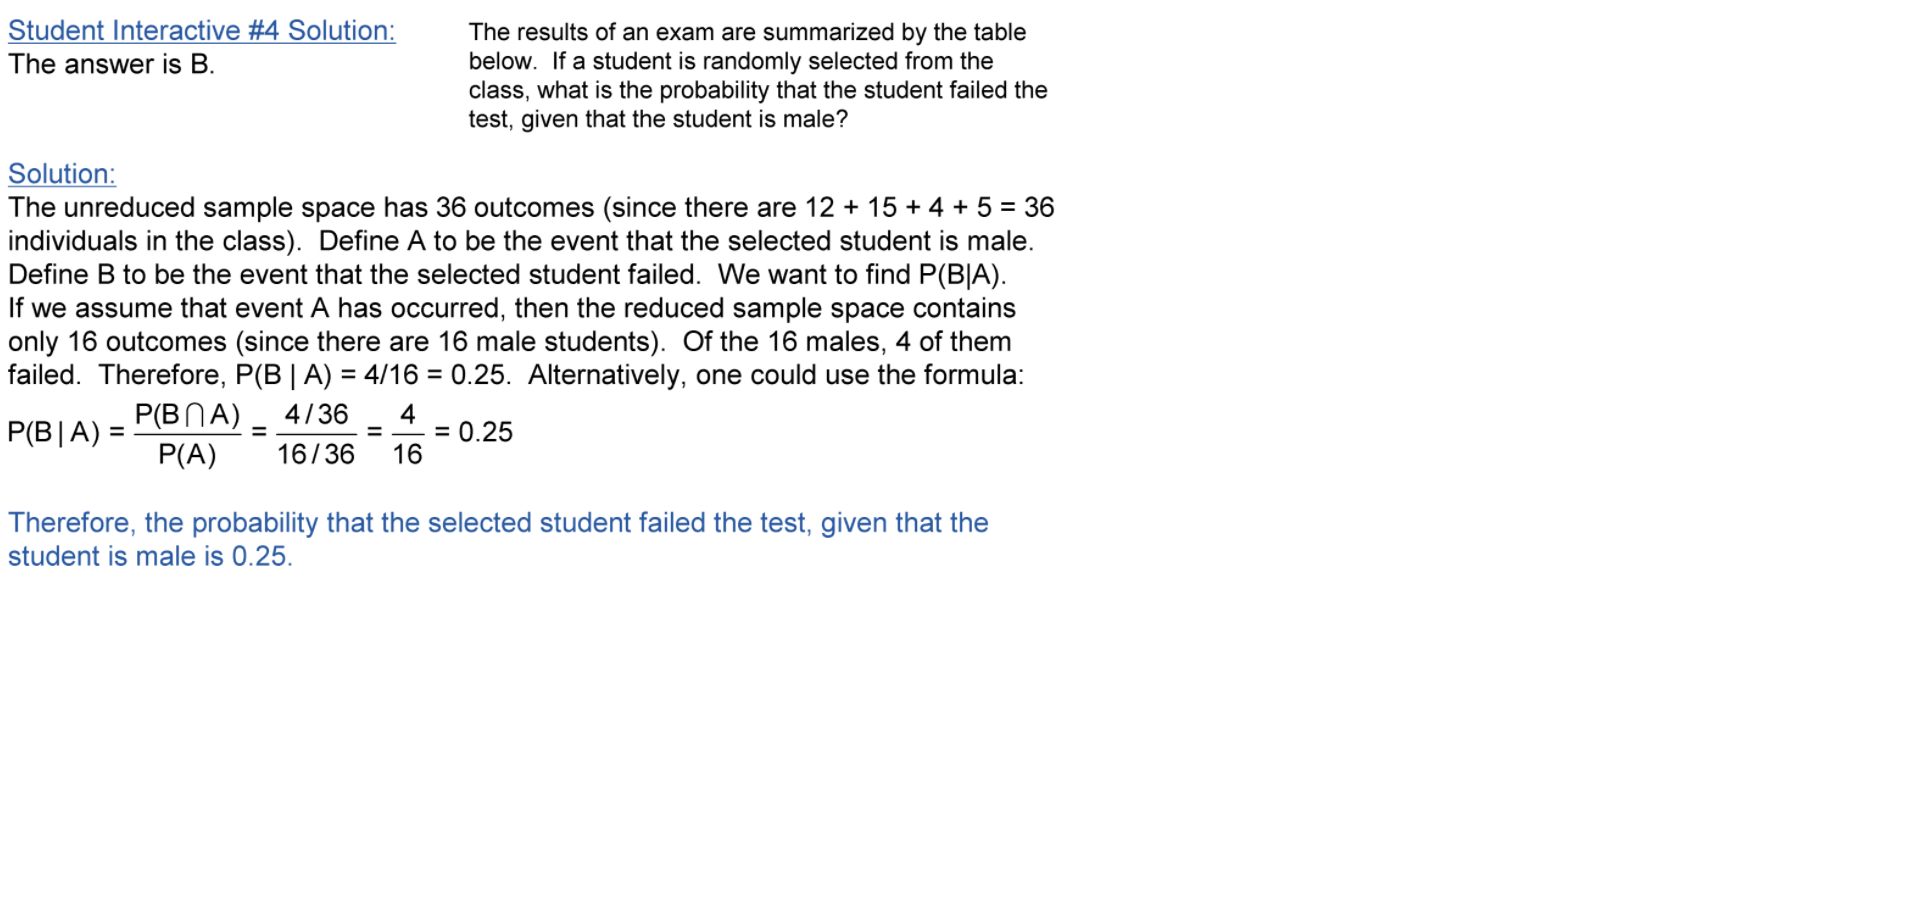 Student Interactive #4 Solution:
The answer is B.
The results of an exam are summarized by the table
below.  If a student is randomly selected from the
class, what is the probability that the student failed the
test, given that the student is male?
Solution:
The unreduced sample space has 36 outcomes (since there are 12 + 15 + 4 + 5 = 36
individuals in the class).  Define A to be the event that the selected student is male.
Define B to be the event that the selected student failed.  We want to find P(B|A).
If we assume that event A has occurred, then the reduced sample space contains
only 16 outcomes (since there are 16 male students).  Of the 16 males, 4 of them
failed.  Therefore, P(B | A) = 4/16 = 0.25.  Alternatively, one could use the formula:
P(B | A) = P(B ∩ A) / P(A) = 4 / 36 / 16 / 36 = 4 / 16 = 0.25
Therefore, the probability that the selected student failed the test, given that the
student is male is 0.25.